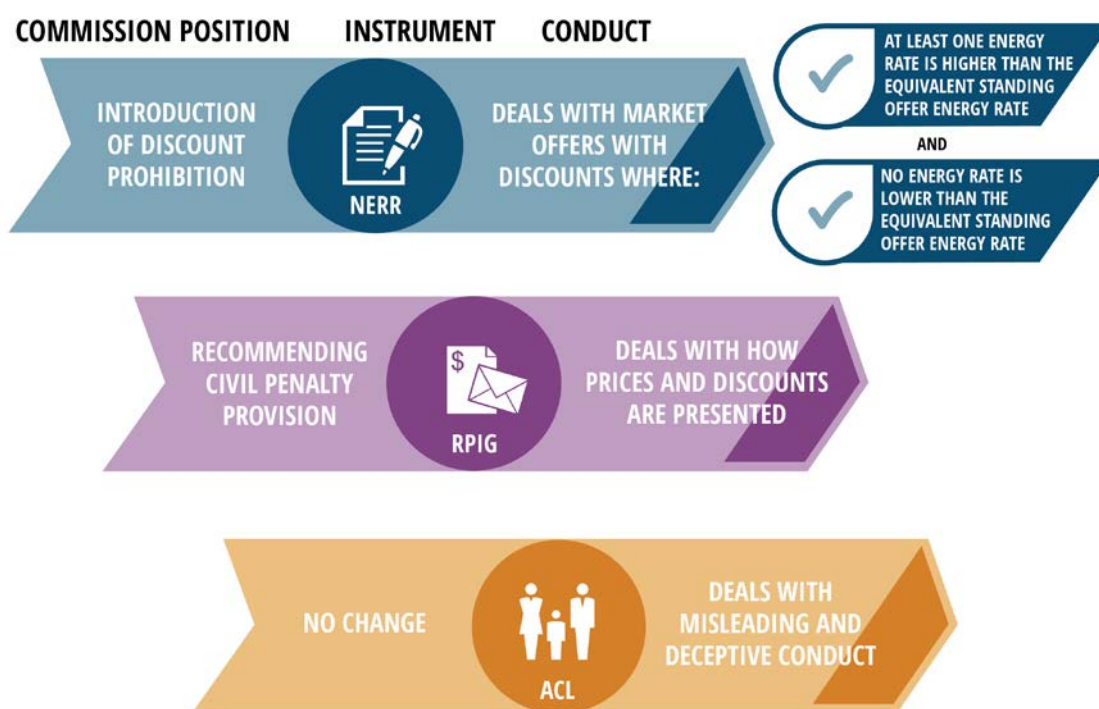 COMMISSION POSITION INSTRUMENT CONDUCT
INTRODUCTION
OF DISCOUNT
PROHIBITION
NERR
DEALS WITH MARKET
OFFERS WITH
DISCOUNTS WHERE:
AT LEAST ONE ENERGY
RATE IS HIGHER THAN THE
EQUIVALENT STANDING
OFFER ENERGY RATE
AND
NO ENERGY RATE IS
LOWER THAN THE
EQUIVALENT STANDING
OFFER ENERGY RATE
RECOMMENDING
CIVIL PENALTY
PROVISION
$
RPIG
DEALS WITH HOW
PRICES AND DISCOUNTS
ARE PRESENTED
NO CHANGE
ACL
DEALS WITH
MISLEADING AND
DECEPTIVE CONDUCT